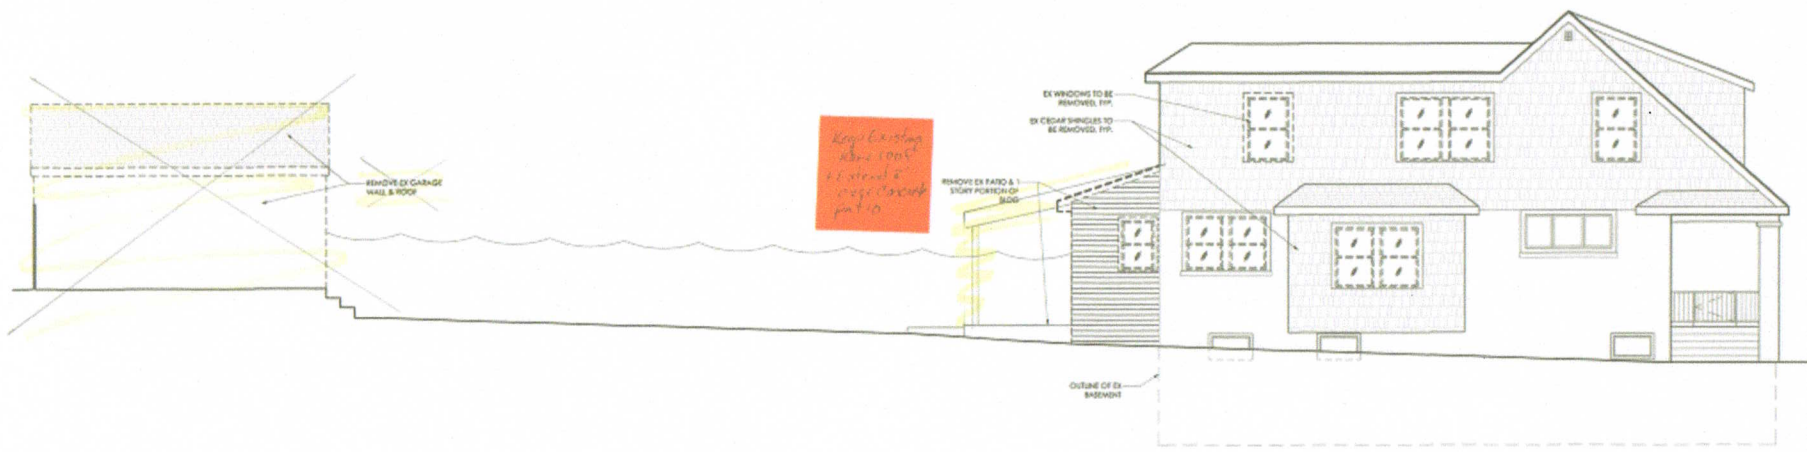 EX WINDOWS TO BE
REMOVED, TYP.
EX CEDAR SHINGLES TO
BE REMOVED, TYP.
Keep Existing
REMOVE EX GARAGE
WALL & ROOF
REMOVE EX PATIO & 1
STORY PORTION OF
BLDG
patio
OUTLINE OF EX
BASEMENT